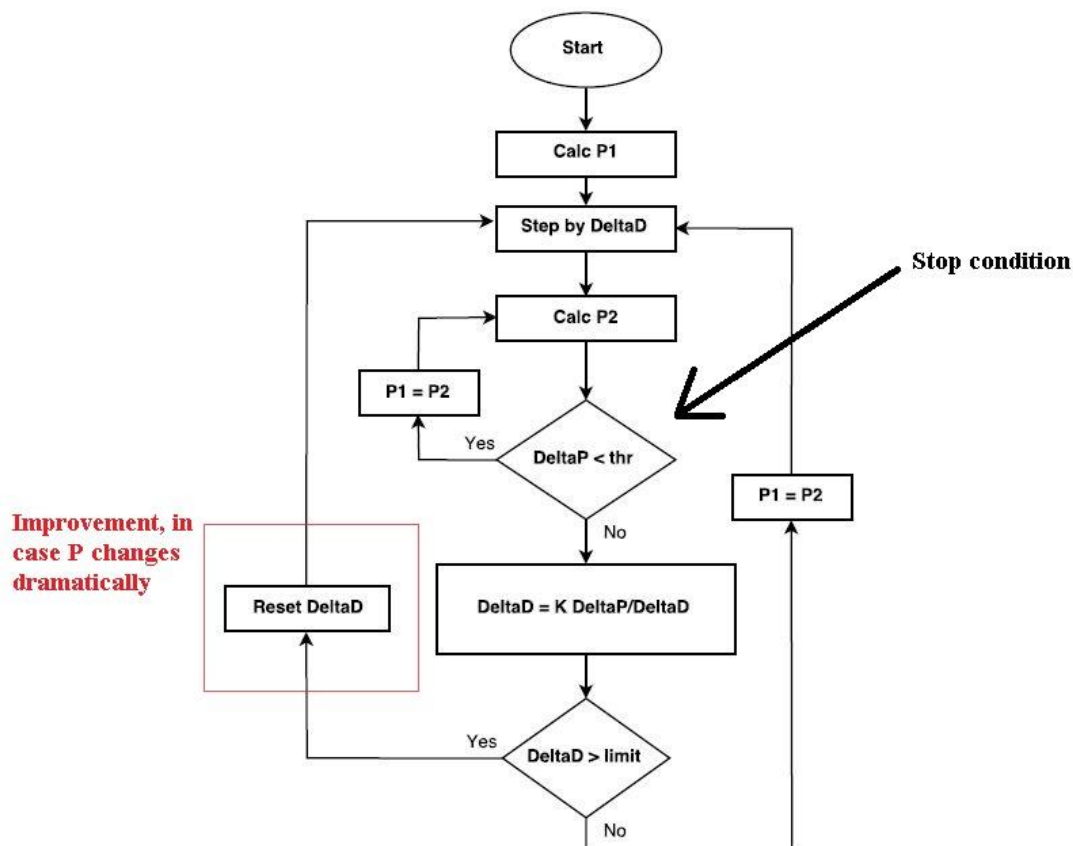 Start
Calc P1
Step by DeltaD
Stop condition
Calc P2
P1 = P2
Yes
DeltaP < thr
P1 = P2
No
Improvement, in
case P changes
dramatically
Reset DeltaD
DeltaD = K DeltaP/DeltaD
Yes
DeltaD > limit
No